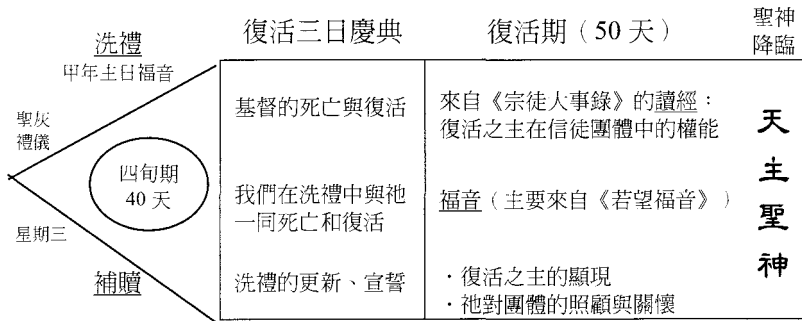 洗禮
甲年主日福音
聖灰
禮儀
四旬期
40 天
星期三
補贖
復活三日慶典
基督的死亡與復活
我們在洗禮中與祂
一同死亡和復活
洗禮的更新、宣誓
復活期（50 天）
來自《宗徒大事錄》的讀經：
復活之主在信徒團體中的權能
福音（主要來自《若望福音》）
·復活之主的顯現
·祂對團體的照顧與關懷
聖神
降臨
天
主
聖
神